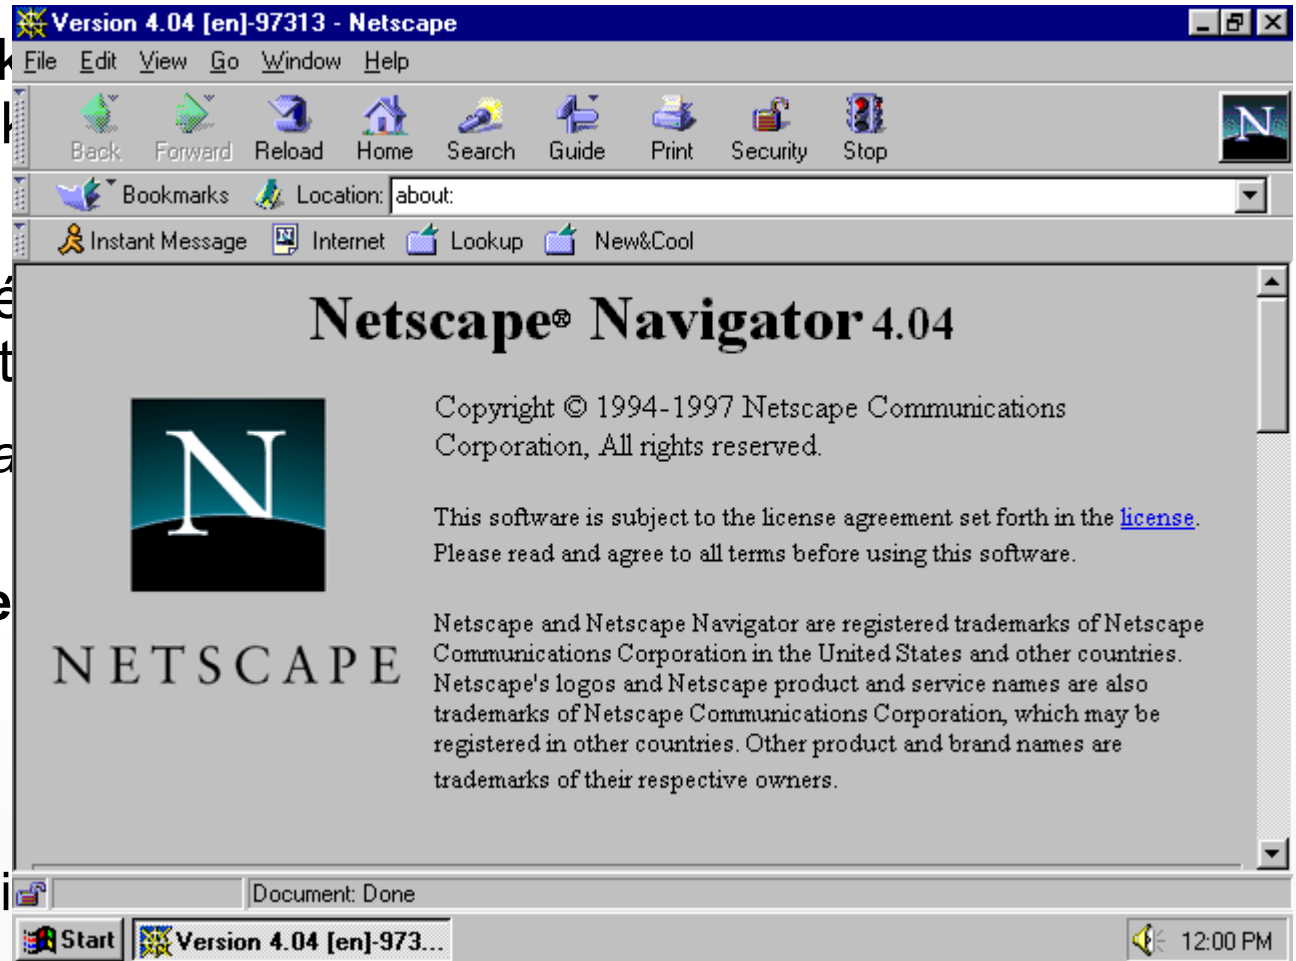 Version 4.04 [en]-97313 - Netscape
File Edit View Go Window Help
Back Forward Reload Home Search Guide Print Security Stop
N
Bookmarks Location: about:
Instant Message Internet Lookup New&Cool
Netscape® Navigator 4.04
N
NETSCAPE
Copyright © 1994-1997 Netscape Communications
Corporation, All rights reserved.
This software is subject to the license agreement set forth in the license.
Please read and agree to all terms before using this software.
Netscape and Netscape Navigator are registered trademarks of Netscape
Communications Corporation in the United States and other countries.
Netscape's logos and Netscape product and service names are also
trademarks of Netscape Communications Corporation, which may be
registered in other countries. Other product and brand names are
trademarks of their respective owners.
Document: Done
Start Version 4.04 [en]-973... 12:00 PM